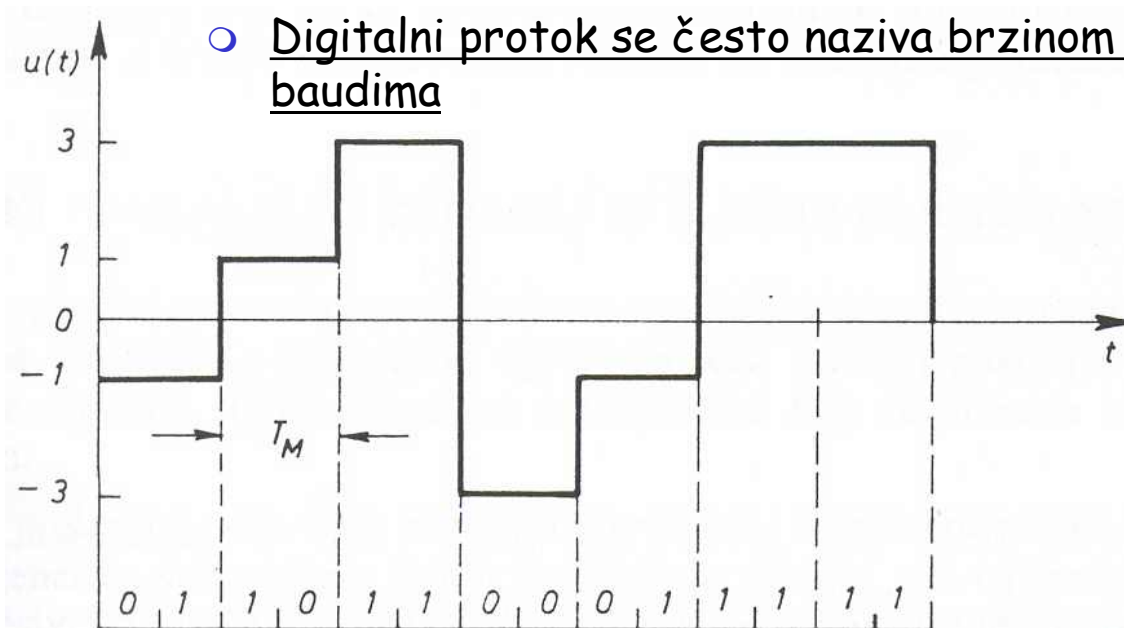 Digitalni protok se često naziva brzinom
baudima
u(t)
3
1
0
t
-1
T_M
-3
0 1 1 0 1 1 0 0 0 1 1 1 1 1